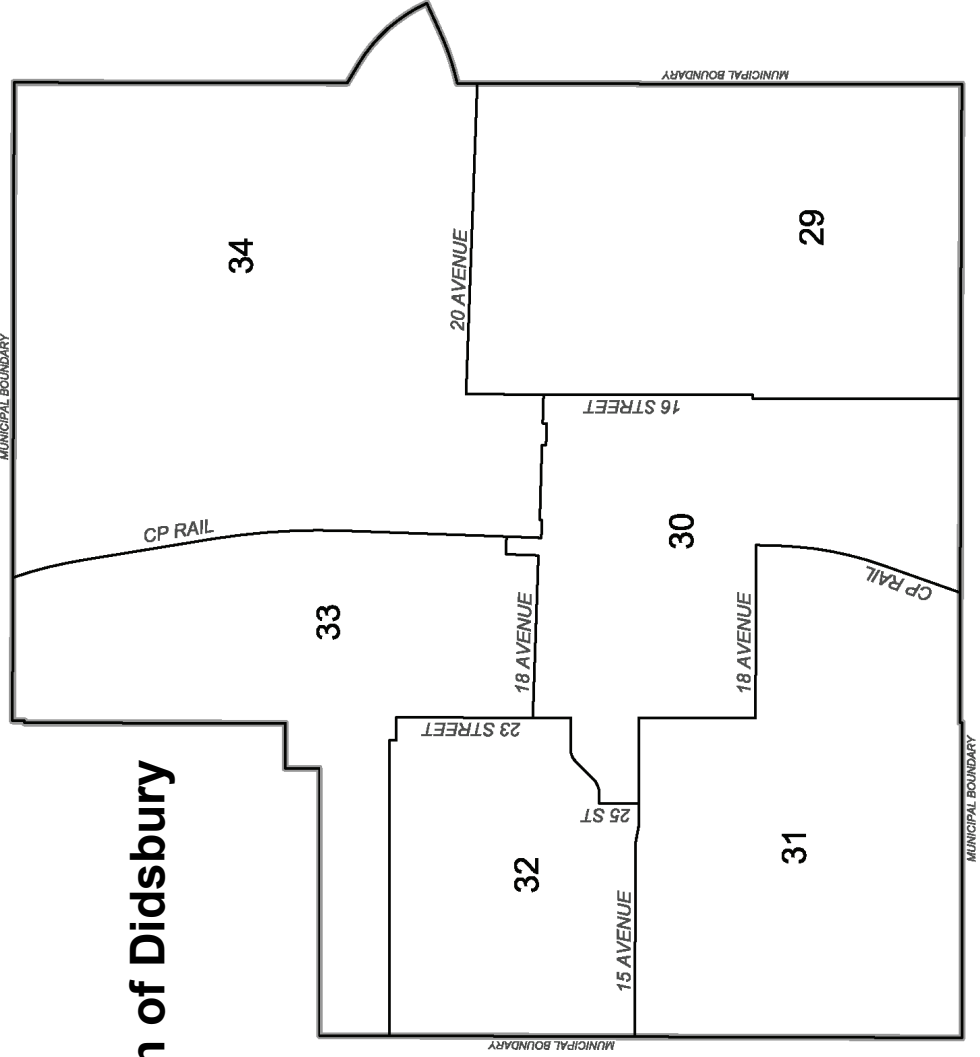 n of Didsbury
MUNICIPAL BOUNDARY
MUNICIPAL BOUNDARY
34
29
20 AVENUE
16 STREET
CP RAIL
33
30
18 AVENUE
18 AVENUE
CP RAIL
23 STREET
25 ST
32
31
15 AVENUE
MUNICIPAL BOUNDARY
MUNICIPAL BOUNDARY